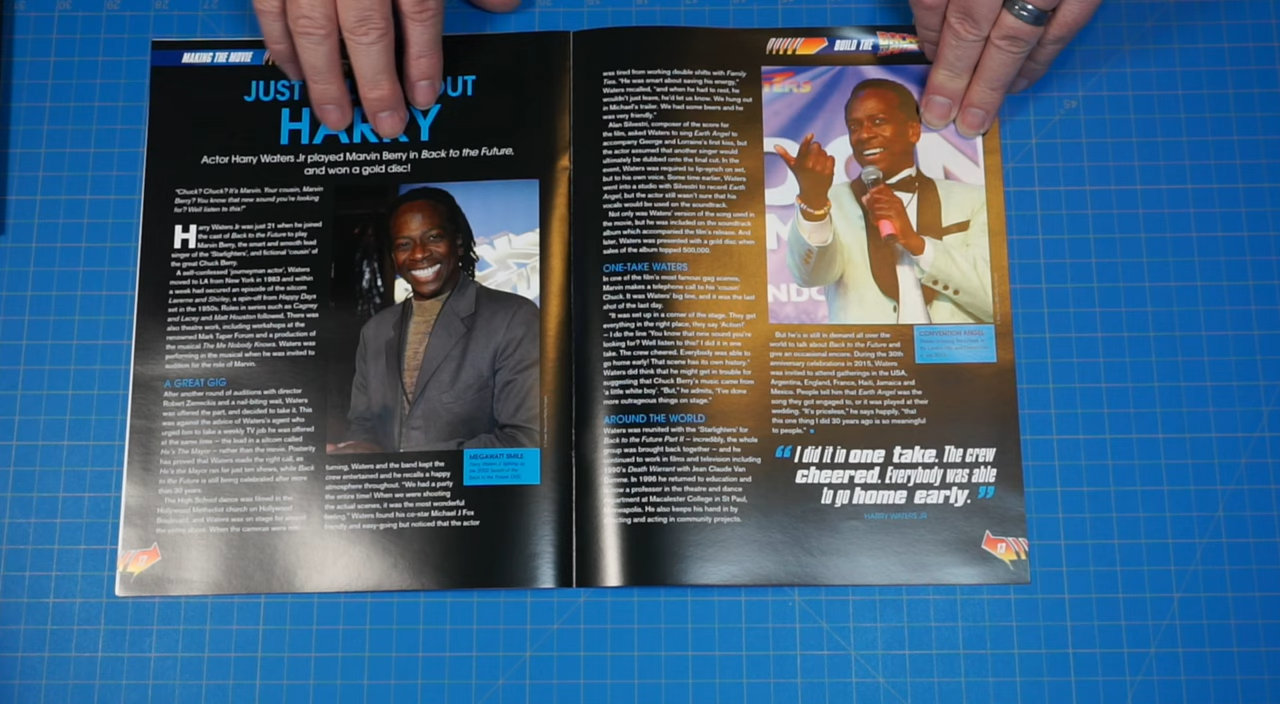 MAKING THE MOVIE
JUST OUT
HARRY
Actor Harry Waters Jr played Marvin Berry in Back to the Future,
and won a gold disc!
"Chuck? Chuck? It's Marvin. Your cousin, Marvin
Berry? You know that new sound you're looking
for? Well listen to this!"
Harry Waters Jr was just 21 when he joined
the cast of Back to the Future to play
Marvin Berry, the smart and smooth lead
singer of the 'Starlighters', and fictional 'cousin' of
the great Chuck Berry.
A self-confessed 'journeyman actor', Waters
moved to LA from New York in 1983 and within
a week had secured an episode of the sitcom
Laverne and Shirley, a spin-off from Happy Days
set in the 1950s. Roles in series such as Cagney
and Lacey and Matt Houston followed. There was
also theatre work, including workshops at the
renowned Mark Taper Forum and a production of
the musical The Me Nobody Knows. Waters was
performing in the musical when he was invited to
audition for the role of Marvin.
A GREAT GIG
After another round of auditions with director
Robert Zemeckis and a nail-biting wait, Waters
was offered the part, and decided to take it. This
was against the advice of Waters's agent who
urged him to take a weekly TV job he was offered
at the same time – the lead in a sitcom called
He's The Mayor – rather than the movie. Posterity
has proved that Waters made the right call, as
He's the Mayor ran for just ten shows, while Back
to the Future is still being celebrated after more
than 30 years.
The High School dance was filmed in the
Hollywood Methodist church on Hollywood
Boulevard, and Waters was on stage for
the entire When the cameras were
MEGAWATT SMILE
turning, Waters and the band kept the
crew entertained and he recalls a happy
atmosphere throughout. "We had a party
the entire time! When we were shooting
the actual scenes, it was the most wonderful
feeling." Waters found his co-star Michael J Fox
friendly and easy-going but noticed that the actor
12
BUILD THE
was tired from working double shifts with Family
Ties. "He was smart about saving his energy,"
Waters recalled, "and when he had to rest, he
wouldn't just leave, he'd let us know. We hung out
in Michael's trailer. We had some beers and he
was very friendly."
Alan Silvestri, composer of the score for
the film, asked Waters to sing Earth Angel to
accompany George and Lorraine's first kiss, but
the actor assumed that another singer would
ultimately be dubbed onto the final cut. In the
event, Waters was required to lip-synch on set,
but to his own voice. Some time earlier, Waters
went into a studio with Silvestri to record Earth
Angel, but the actor still wasn't sure that his
vocals would be used on the soundtrack.
Not only was Waters' version of the song used in
the movie, but he was included on the soundtrack
album which accompanied the film's release. And
later, Waters was presented with a gold disc when
sales of the album topped 500,000.
ONE-TAKE WATERS
In one of the film's most famous gag scenes,
Marvin makes a telephone call to his 'cousin'
Chuck. It was Waters' big line, and it was the last
shot of the last day.
"It was set up in a corner of the stage. They get
everything in the right place, they say 'Action!'
– I do the line 'You know that new sound you're
looking for? Well listen to this!' I did it in one
take. The crew cheered. Everybody was able to
go home early! That scene has its own history."
Waters did think that he might get in trouble for
suggesting that Chuck Berry's music came from
'a little white boy'. "But," he admits, "I've done
more outrageous things on stage."
AROUND THE WORLD
Waters was reunited with the 'Starlighters' for
Back to the Future Part II – incredibly, the whole
group was brought back together – and he
continued to work in films and television including
1990's Death Warrant with Jean Claude Van
Damme. In 1996 he returned to education and
is now a professor in the theatre and dance
department at Macalester College in St Paul,
Minneapolis. He also keeps his hand in by
directing and acting in community projects.
CONVENTION ANGEL
But he's is still in demand all over the
world to talk about Back to the Future and
give an occasional encore. During the 30th
anniversary celebrations in 2015, Waters
was invited to attend gatherings in the USA,
Argentina, England, France, Haiti, Jamaica and
Mexico. People tell him that Earth Angel was the
song they got engaged to, or it was played at their
wedding. "It's priceless," he says happily, "that
this one thing I did 30 years ago is so meaningful
to people."
"I did it in one take. The crew
cheered. Everybody was able
to go home early."
HARRY WATERS JR
13